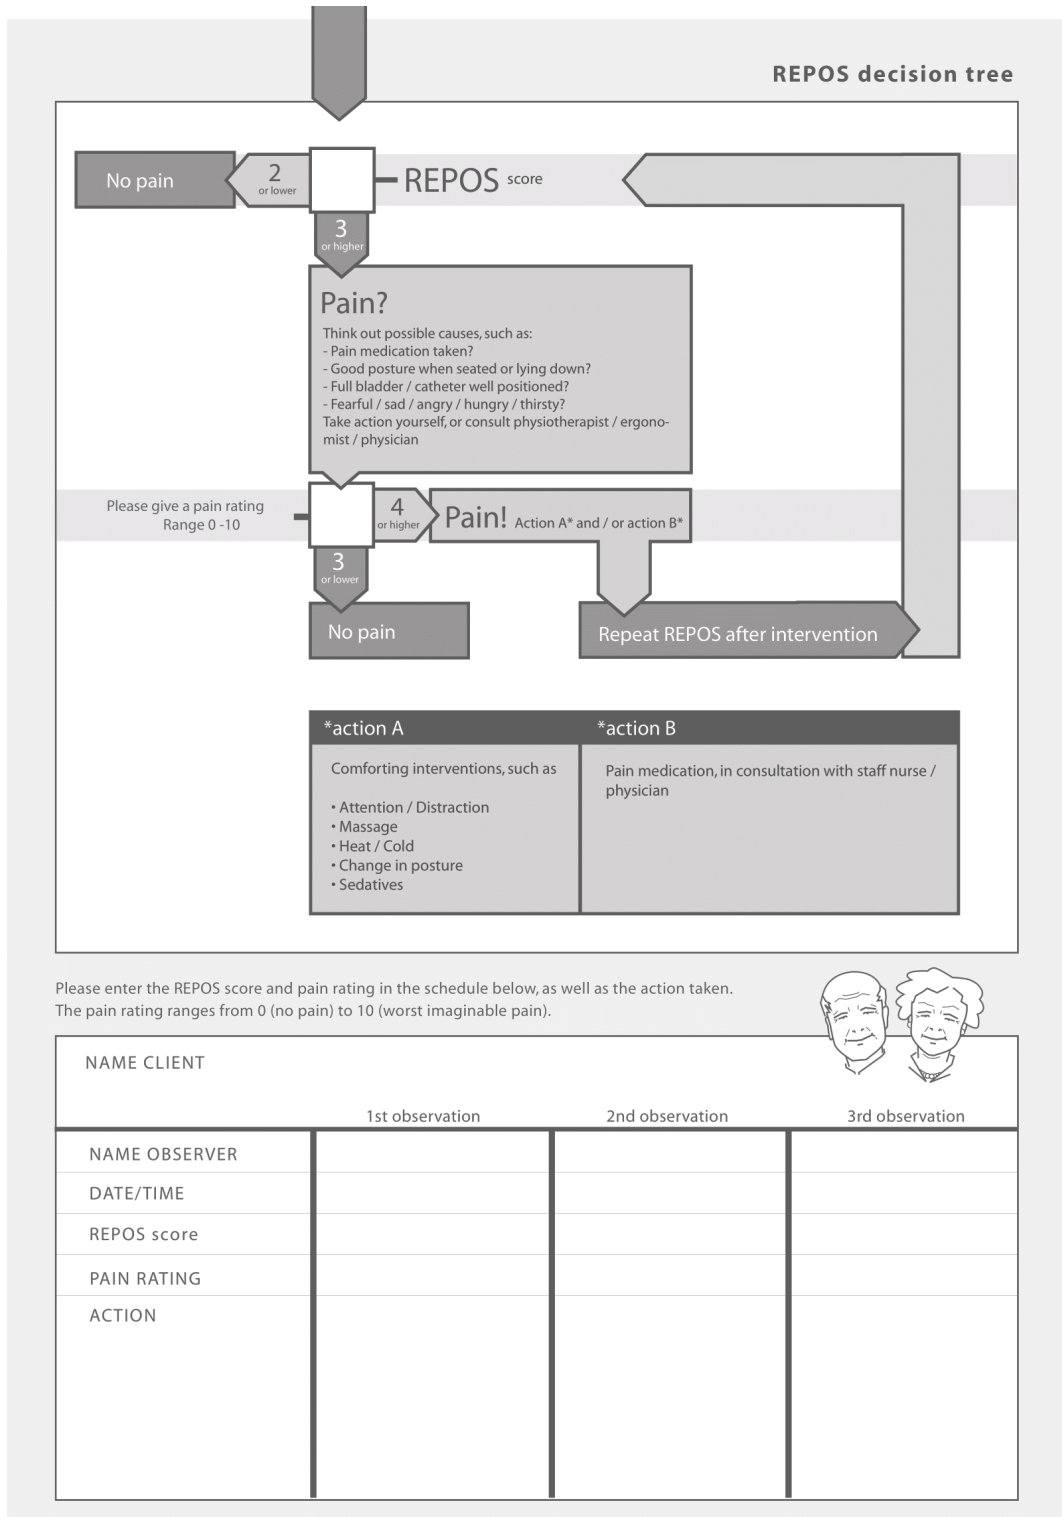 REPOS decision tree
No pain
2
or lower
REPOS score
3
or higher
Pain?
Think out possible causes, such as:
- Pain medication taken?
- Good posture when seated or lying down?
- Full bladder / catheter well positioned?
- Fearful / sad / angry / hungry / thirsty?
Take action yourself, or consult physiotherapist / ergono-
mist / physician
Please give a pain rating
Range 0 -10
4
or higher
Pain! Action A* and / or action B*
3
or lower
No pain
Repeat REPOS after intervention
*action A
Comforting interventions, such as
• Attention / Distraction
• Massage
• Heat / Cold
• Change in posture
• Sedatives
*action B
Pain medication, in consultation with staff nurse /
physician
Please enter the REPOS score and pain rating in the schedule below, as well as the action taken.
The pain rating ranges from 0 (no pain) to 10 (worst imaginable pain).
NAME CLIENT
1st observation
2nd observation
3rd observation
NAME OBSERVER
DATE/TIME
REPOS score
PAIN RATING
ACTION